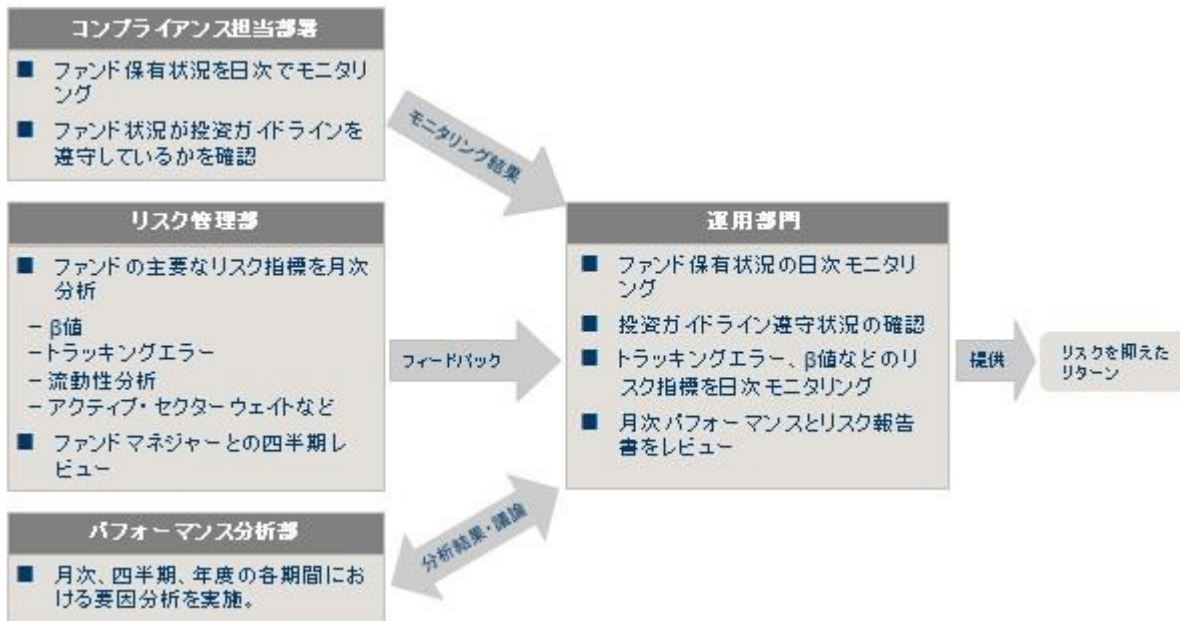 コンプライアンス担当部署
■ ファンド保有状況を日次でモニタリ
ング
■ ファンド状況が投資ガイドラインを
遵守しているかを確認
モニタリング結果
リスク管理部
■ ファンドの主要なリスク指標を月次
分析
－β値
－トラッキングエラー
－流動性分析
－アクティブ・セクターウェイトなど
■ ファンドマネジャーとの四半期レ
ビュー
フィードバック
パフォーマンス分析部
■ 月次、四半期、年度の各期間にお
ける要因分析を実施。
分析結果・議論
運用部門
■ ファンド保有状況の日次モニタリ
ング
■ 投資ガイドライン遵守状況の確認
■ トラッキングエラー、β値などのリ
スク指標を日次モニタリング
■ 月次パフォーマンスとリスク報告
書をレビュー
提供
リスクを抑えた
リターン